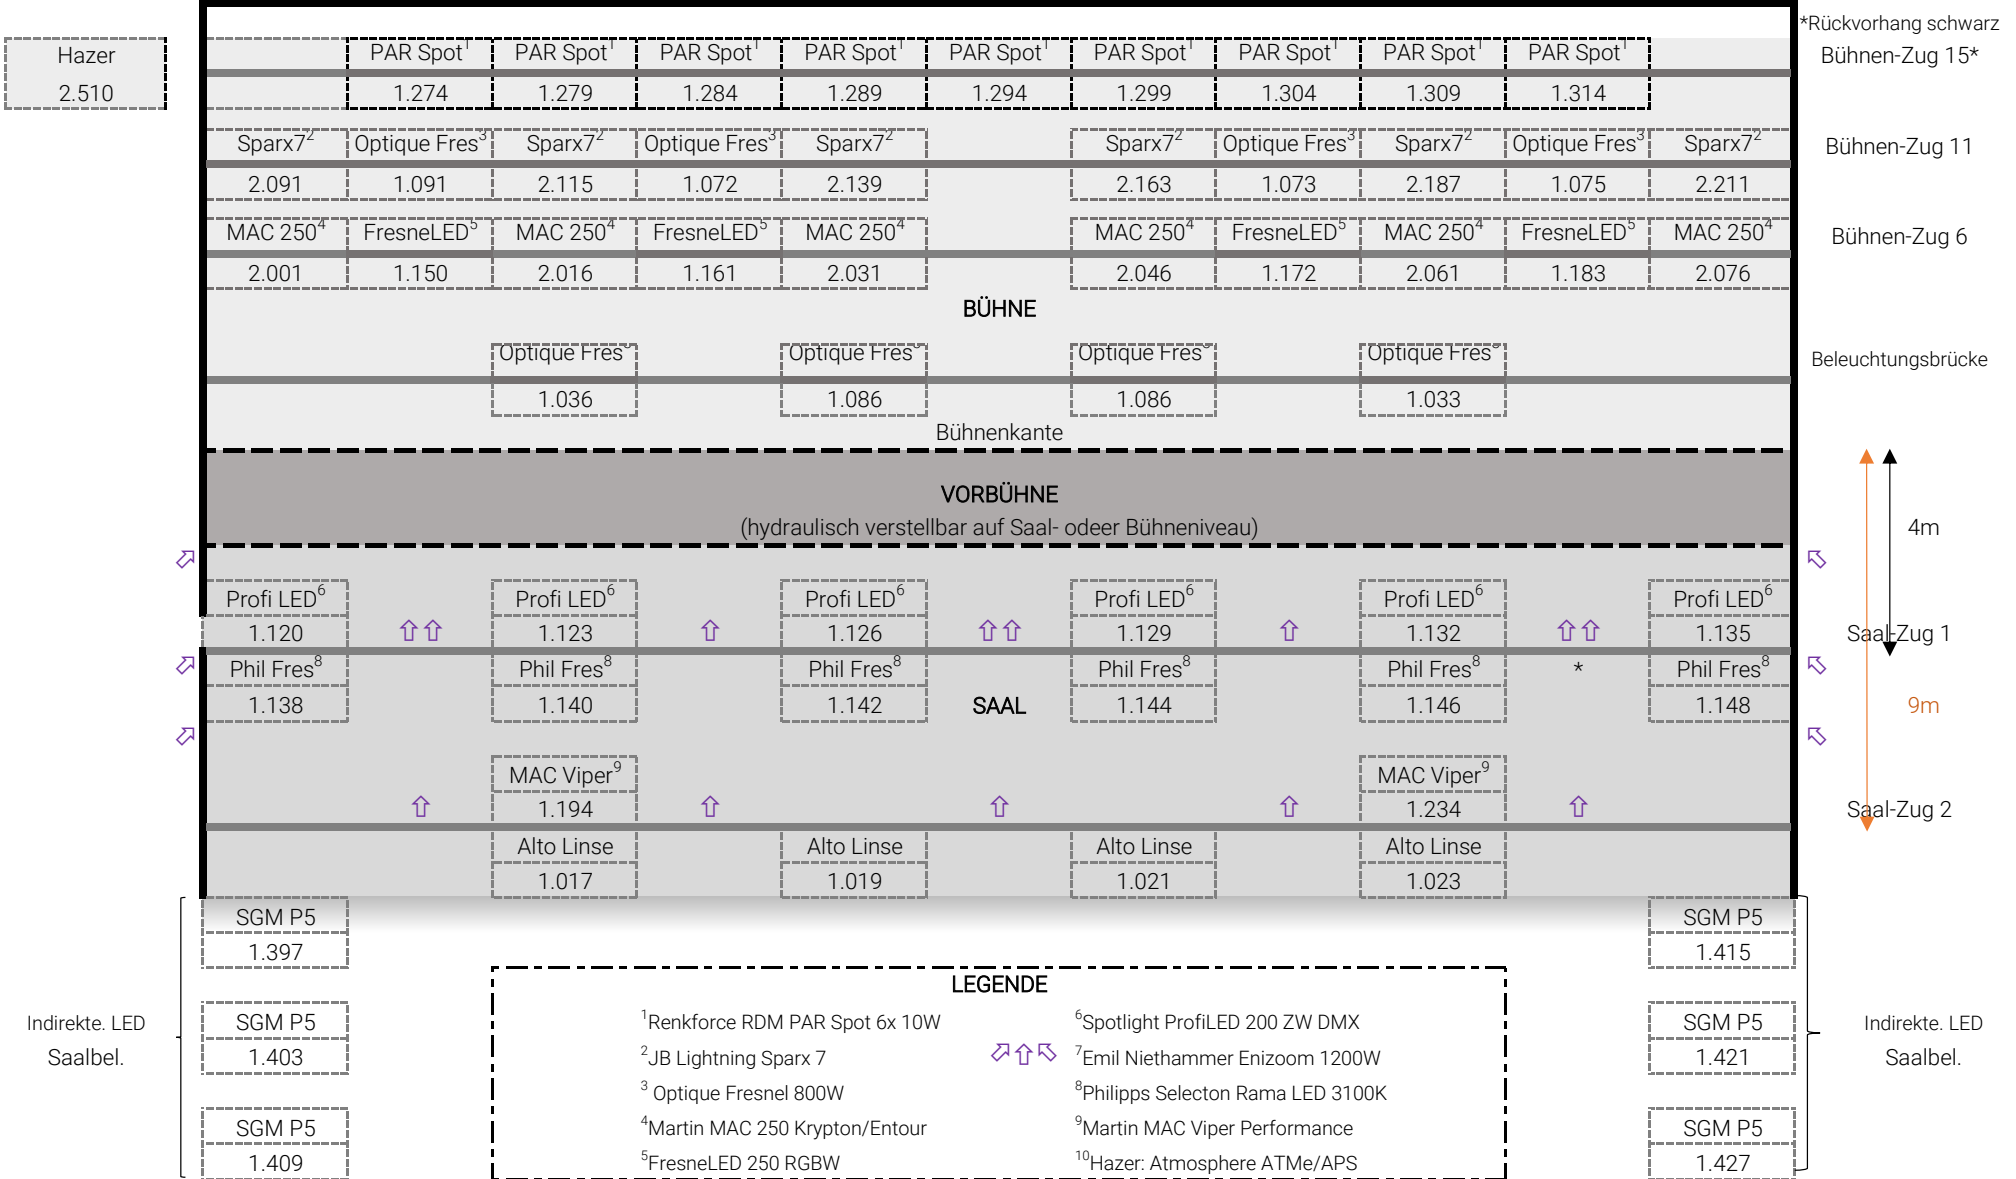 *Rückvorhang schwarz
Hazer PAR Spot¹ PAR Spot¹ PAR Spot¹ PAR Spot¹ PAR Spot¹ PAR Spot¹ PAR Spot¹ PAR Spot¹ PAR Spot¹ Bühnen-Zug 15*
2.510 1.274 1.279 1.284 1.289 1.294 1.299 1.304 1.309 1.314
Sparx7² Optique Fres³ Sparx7² Optique Fres³ Sparx7² Sparx7² Optique Fres³ Sparx7² Optique Fres³ Sparx7² Bühnen-Zug 11
2.091 1.091 2.115 1.072 2.139 2.163 1.073 2.187 1.075 2.211
MAC 250⁴ FresneLED⁵ MAC 250⁴ FresneLED⁵ MAC 250⁴ MAC 250⁴ FresneLED⁵ MAC 250⁴ FresneLED⁵ MAC 250⁴ Bühnen-Zug 6
2.001 1.150 2.016 1.161 2.031 2.046 1.172 2.061 1.183 2.076
BÜHNE
Optique Fres³ Optique Fres³ Optique Fres³ Optique Fres³ Beleuchtungsbrücke
1.036 1.086 1.086 1.033
Bühnenkante
VORBÜHNE
(hydraulisch verstellbar auf Saal- odeer Bühneniveau)
4m
Profi LED⁶ Profi LED⁶ Profi LED⁶ Profi LED⁶ Profi LED⁶ Profi LED⁶
1.120 1.123 1.126 1.129 1.132 1.135 Saal-Zug 1
Phil Fres⁸ Phil Fres⁸ Phil Fres⁸ Phil Fres⁸ Phil Fres⁸ * Phil Fres⁸
1.138 1.140 1.142 SAAL 1.144 1.146 1.148 9m
MAC Viper⁹ MAC Viper⁹
1.194 1.234 Saal-Zug 2
Alto Linse Alto Linse Alto Linse Alto Linse
1.017 1.019 1.021 1.023
SGM P5 SGM P5
1.397 1.415
LEGENDE
Indirekte. LED SGM P5 ¹Renkforce RDM PAR Spot 6x 10W ⁶Spotlight ProfiLED 200 ZW DMX SGM P5 Indirekte. LED
Saalbel. 1.403 ²JB Lightning Sparx 7 ⁷Emil Niethammer Enizoom 1200W 1.421 Saalbel.
³ Optique Fresnel 800W ⁸Philipps Selecton Rama LED 3100K
SGM P5 ⁴Martin MAC 250 Krypton/Entour ⁹Martin MAC Viper Performance SGM P5
1.409 ⁵FresneLED 250 RGBW ¹⁰Hazer: Atmosphere ATMe/APS 1.427